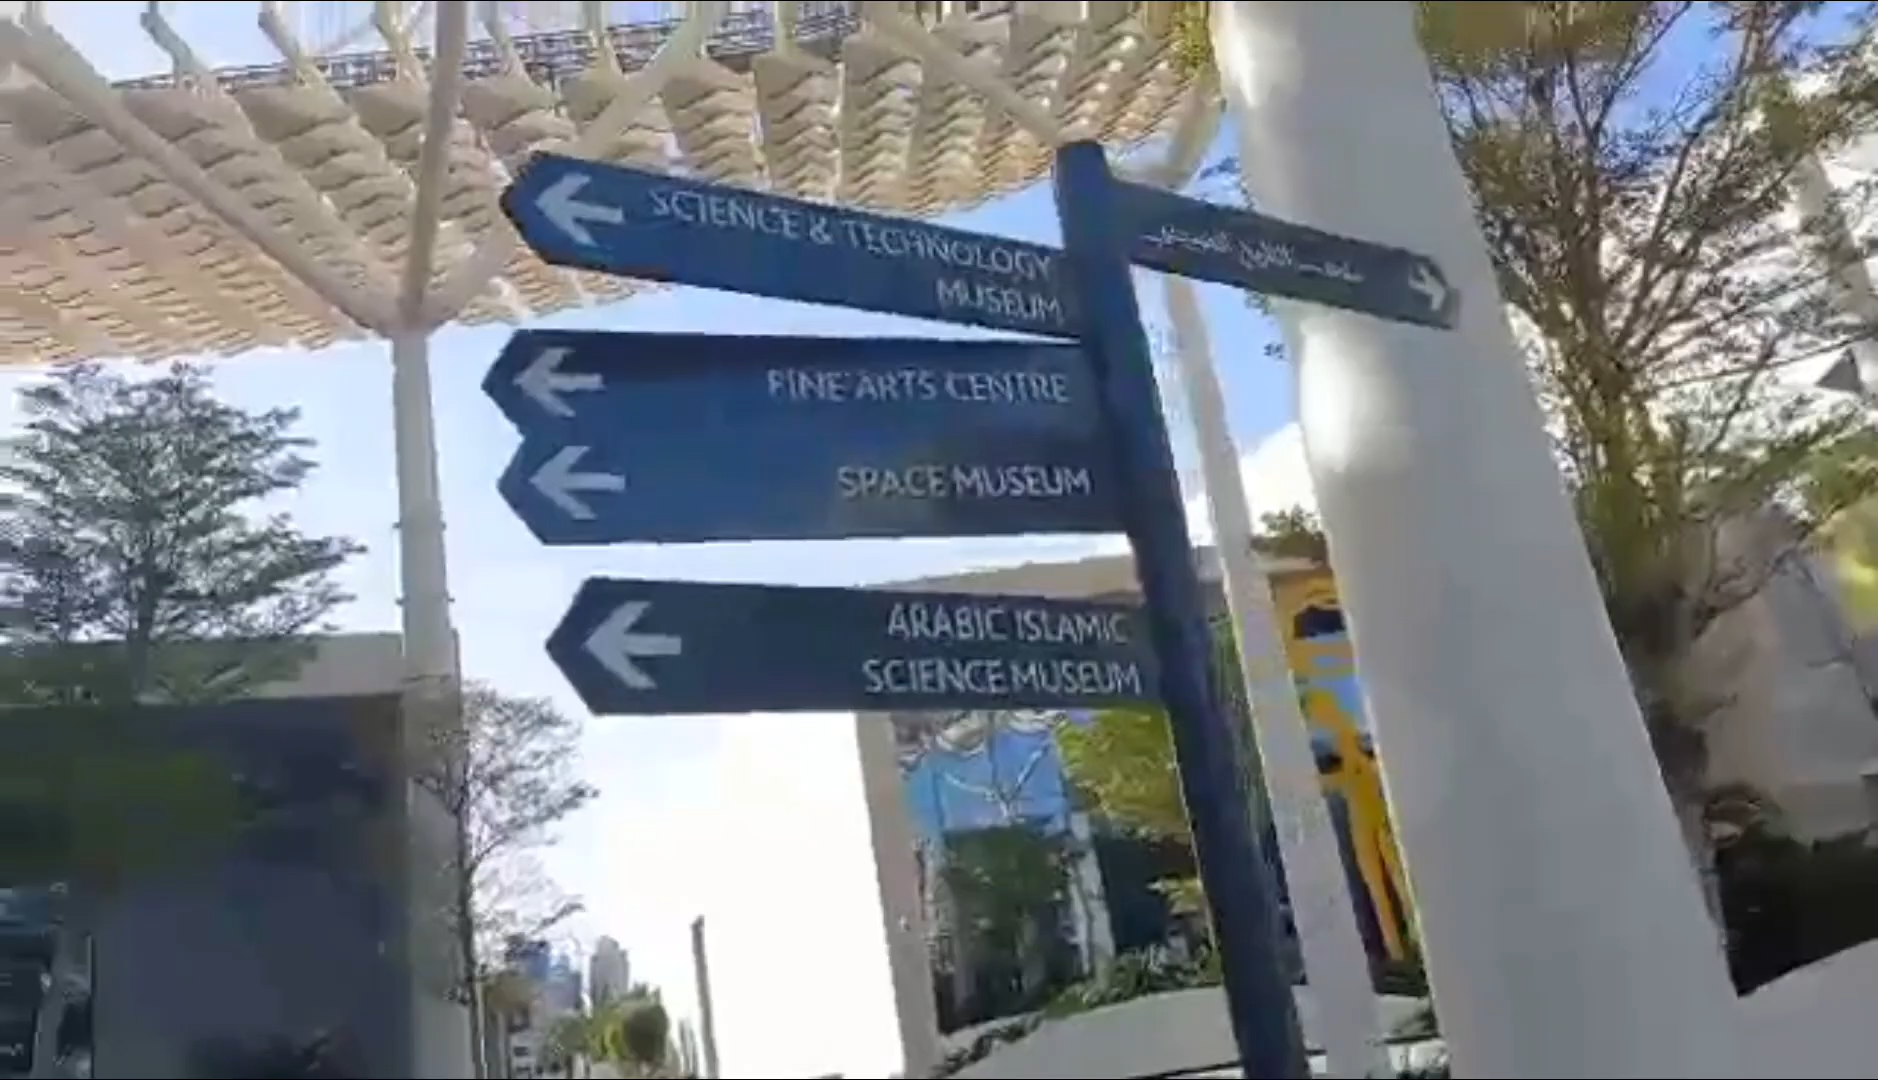 SCIENCE & TECHNOLOGY
MUSEUM
FINE ARTS CENTRE
SPACE MUSEUM
ARABIC ISLAMIC
SCIENCE MUSEUM